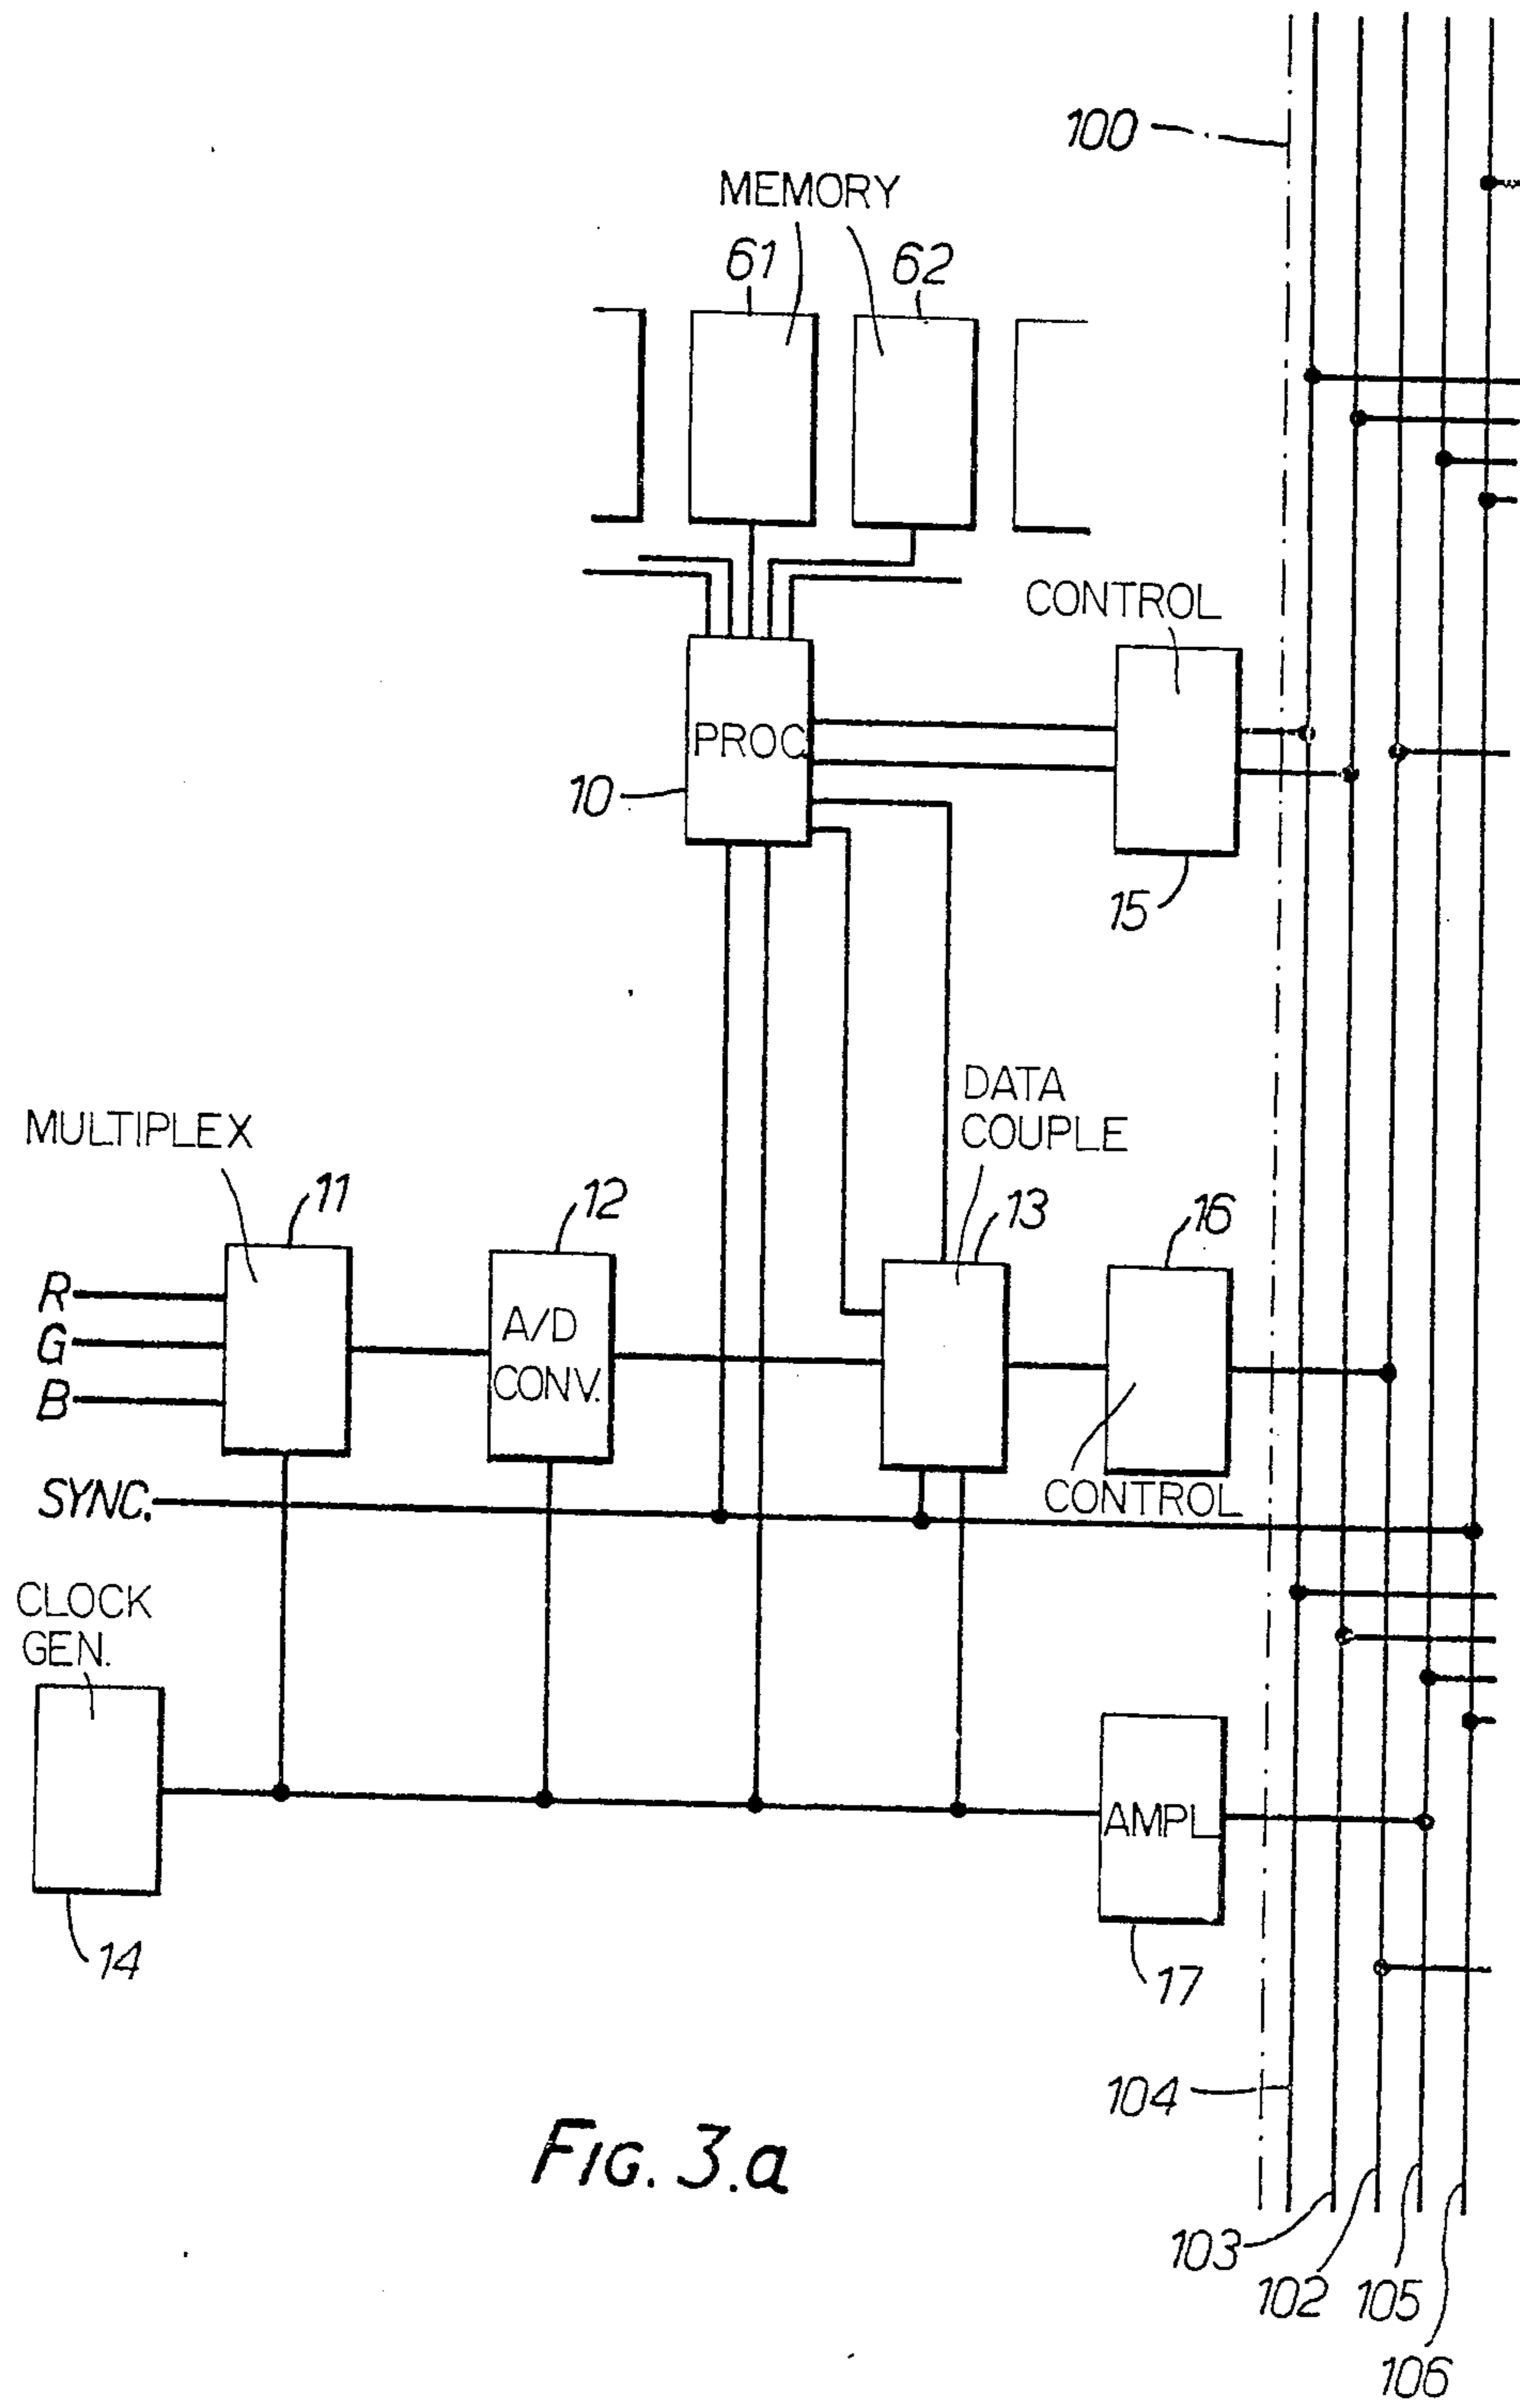 100
MEMORY
61
62
CONTROL
PROC
10
15
DATA
COUPLE
MULTIPLEX
11
12
13
16
R
G
B
A/D
CONV.
SYNC.
CONTROL
CLOCK
GEN.
AMPL
14
17
104
FIG. 3.a
103
102
105
106